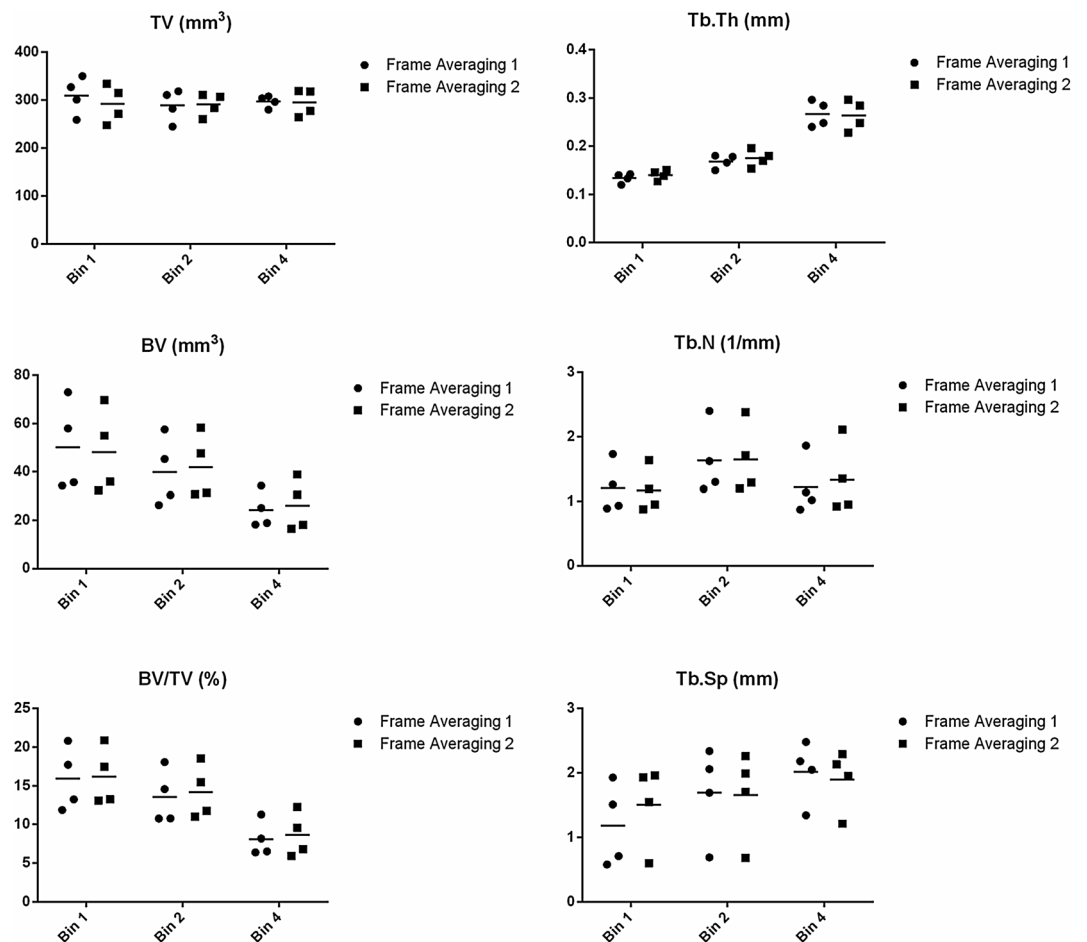 TV (mm³)
400
300
200
100
0
Bin 1
Bin 2
Bin 4
Frame Averaging 1
Frame Averaging 2
Tb.Th (mm)
0.4
0.3
0.2
0.1
0.0
Bin 1
Bin 2
Bin 4
Frame Averaging 1
Frame Averaging 2
BV (mm³)
80
60
40
20
0
Bin 1
Bin 2
Bin 4
Frame Averaging 1
Frame Averaging 2
Tb.N (1/mm)
3
2
1
0
Bin 1
Bin 2
Bin 4
Frame Averaging 1
Frame Averaging 2
BV/TV (%)
25
20
15
10
5
0
Bin 1
Bin 2
Bin 4
Frame Averaging 1
Frame Averaging 2
Tb.Sp (mm)
3
2
1
0
Bin 1
Bin 2
Bin 4
Frame Averaging 1
Frame Averaging 2